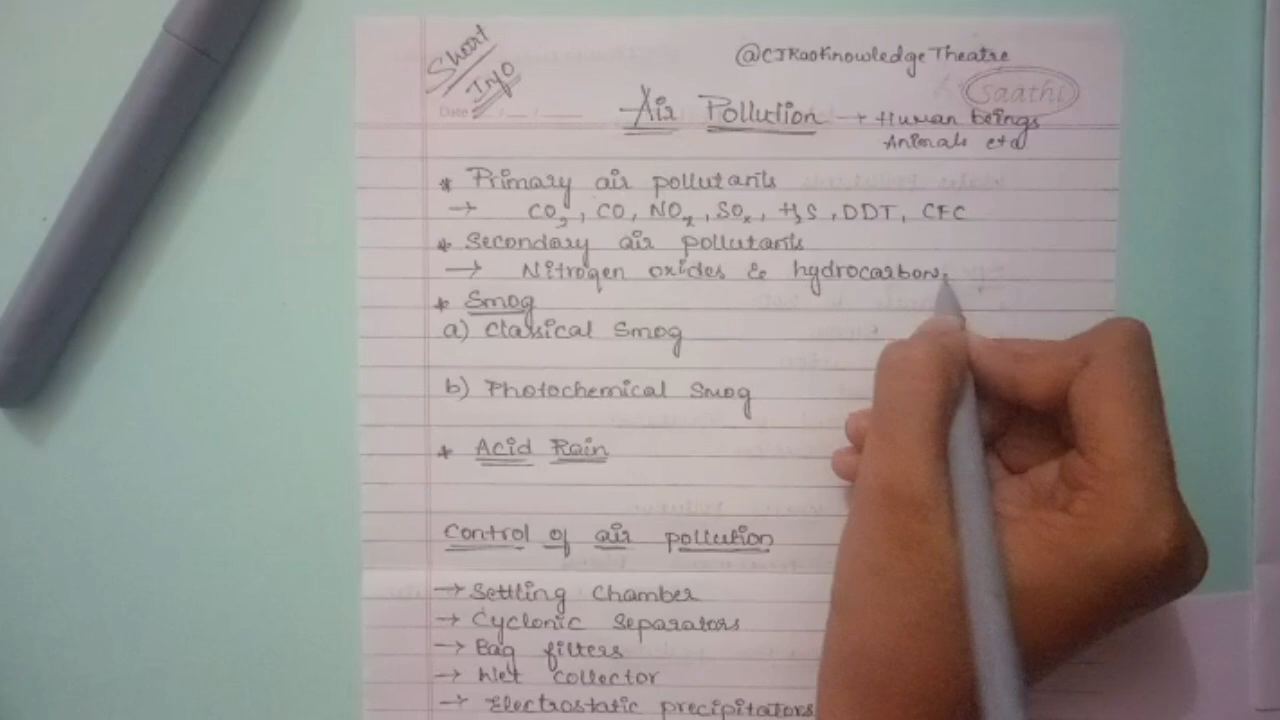 Short
Info
@CJRaoKnowledgeTheatre
saathi
Date
Air Pollution → Human beings
Animals etc
* Primary air pollutants
→ CO₂, CO, NOₓ, SOₓ, H₂S, DDT, CFC
* Secondary air pollutants
→ Nitrogen oxides & hydrocarbon
* Smog
a) Classical Smog
b) Photochemical Smog
* Acid Rain
Control of air pollution
→ Settling Chamber
→ Cyclonic Separators
→ Bag filters
→ Wet collector
→ Electrostatic precipitators